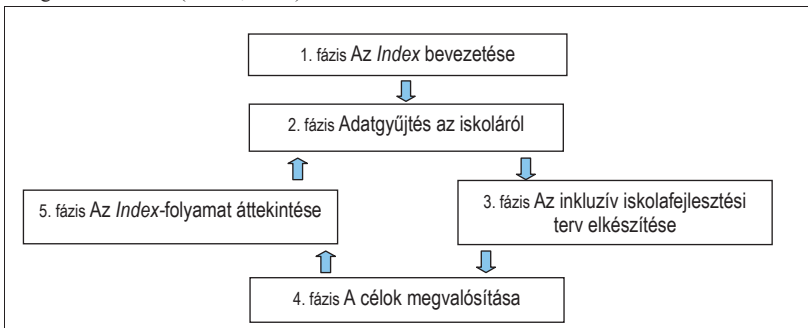 1. fázis Az Index bevezetése
2. fázis Adatgyűjtés az iskoláról
3. fázis Az inkluzív iskolafejlesztési
terv elkészítése
5. fázis Az Index-folyamat áttekintése
4. fázis A célok megvalósítása